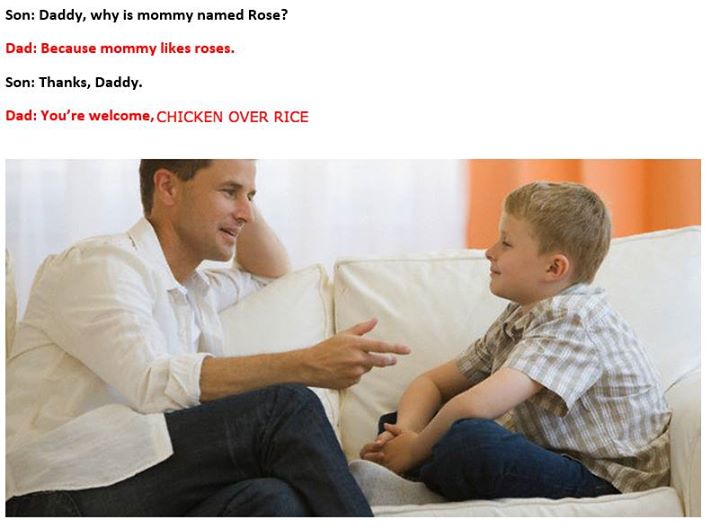 Son: Daddy, why is mommy named Rose?
Dad: Because mommy likes roses.
Son: Thanks, Daddy.
Dad: You're welcome, CHICKEN OVER RICE